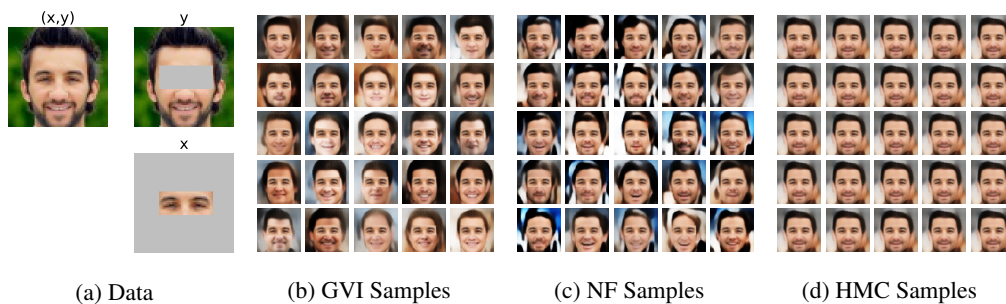 (x,y)
y
x
(a) Data
(b) GVI Samples
(c) NF Samples
(d) HMC Samples